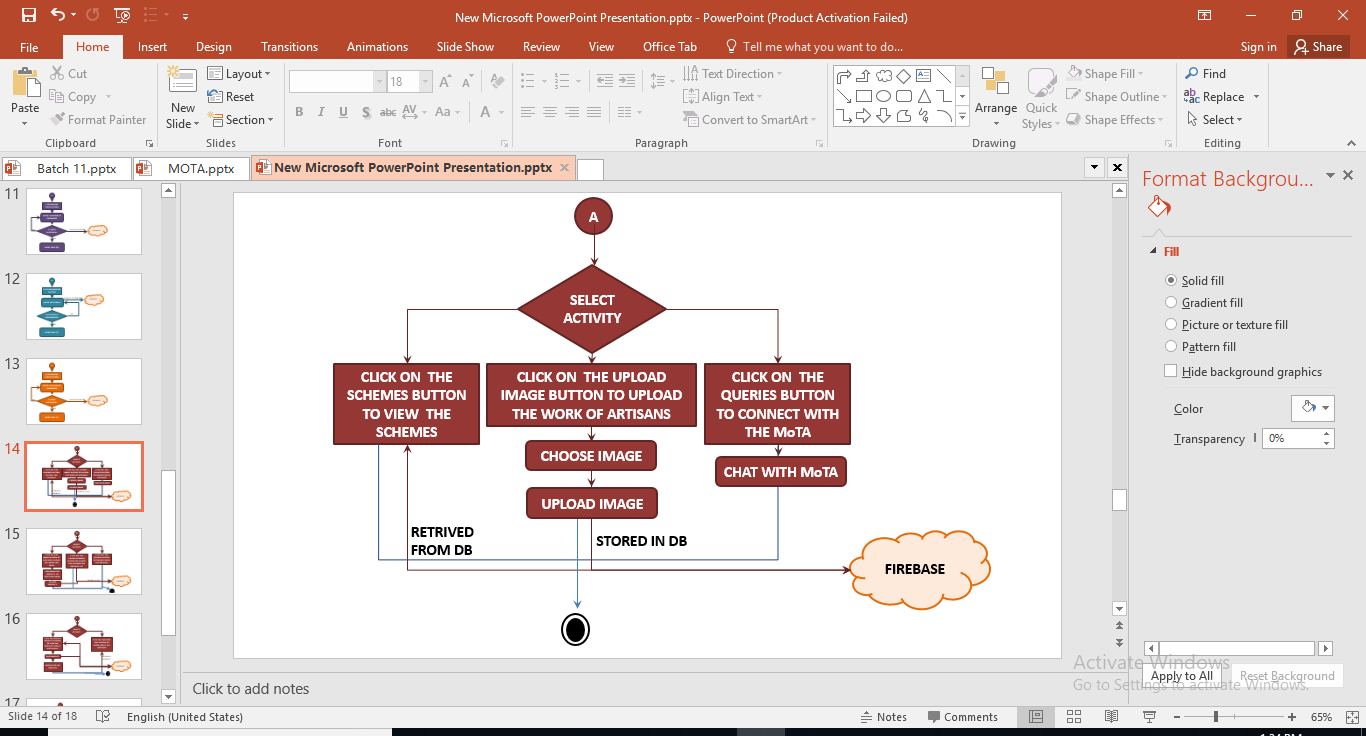 New Microsoft PowerPoint Presentation.pptx - PowerPoint (Product Activation Failed)
File Home Insert Design Transitions Animations Slide Show Review View Office Tab Tell me what you want to do... Sign in Share
Cut
Copy
Format Painter
Paste
Clipboard
New
Slide
Layout
Reset
Section
Slides
18
B I U S abc AV Aa A
Font
Text Direction
Align Text
Convert to SmartArt
Paragraph
Arrange
Quick
Styles
Shape Fill
Shape Outline
Shape Effects
Drawing
Find
Replace
Select
Editing
Batch 11.pptx MOTA.pptx New Microsoft PowerPoint Presentation.pptx
11
12
13
14
15
16
17
A
SELECT
ACTIVITY
CLICK ON THE
SCHEMES BUTTON
TO VIEW THE
SCHEMES
CLICK ON THE UPLOAD
IMAGE BUTTON TO UPLOAD
THE WORK OF ARTISANS
CLICK ON THE
QUERIES BUTTON
TO CONNECT WITH
THE MoTA
CHOOSE IMAGE
CHAT WITH MoTA
UPLOAD IMAGE
RETRIVED
FROM DB
STORED IN DB
FIREBASE
Click to add notes
Format Backgrou...
Fill
Solid fill
Gradient fill
Picture or texture fill
Pattern fill
Hide background graphics
Color
Transparency 0%
Activate Windows
Go to Settings to activate Windows.
Apply to All Reset Background
Slide 14 of 18 English (United States) Notes Comments 65%